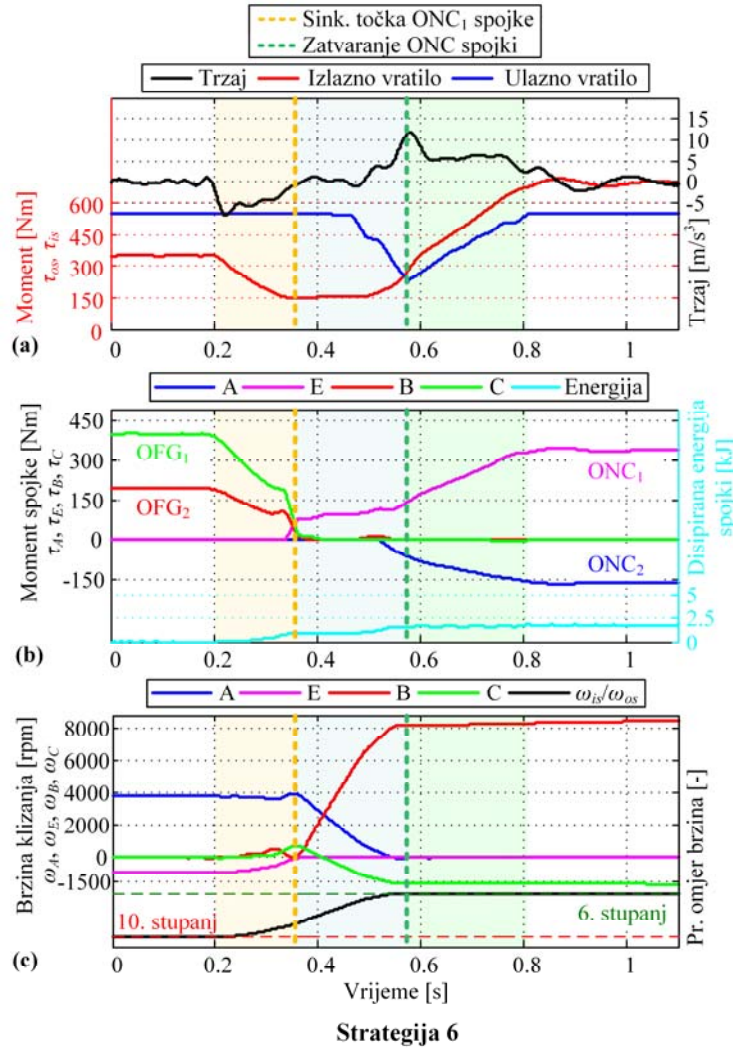 Sink. točka ONC₁ spojke
Zatvaranje ONC spojki
Trzaj Izlazno vratilo Ulazno vratilo
Moment [Nm]
τos, τis
600
450
300
150
0
15
10
5
0
-5
Trzaj [m/s³]
(a)
0 0.2 0.4 0.6 0.8 1
A E B C Energija
Moment spojke [Nm]
τA, τE, τB, τC
450
300
150
0
-150
OFG₁
OFG₂
ONC₁
ONC₂
5
2.5
0
Disipirana energija
spojki [kJ]
(b)
0 0.2 0.4 0.6 0.8 1
A E B C ωis/ωos
Brzina klizanja [rpm]
ωA, ωE, ωB, ωC
8000
6000
4000
2000
0
-1500
10. stupanj
6. stupanj
Pr. omjer brzina [-]
(c)
0 0.2 0.4 0.6 0.8 1
Vrijeme [s]
Strategija 6